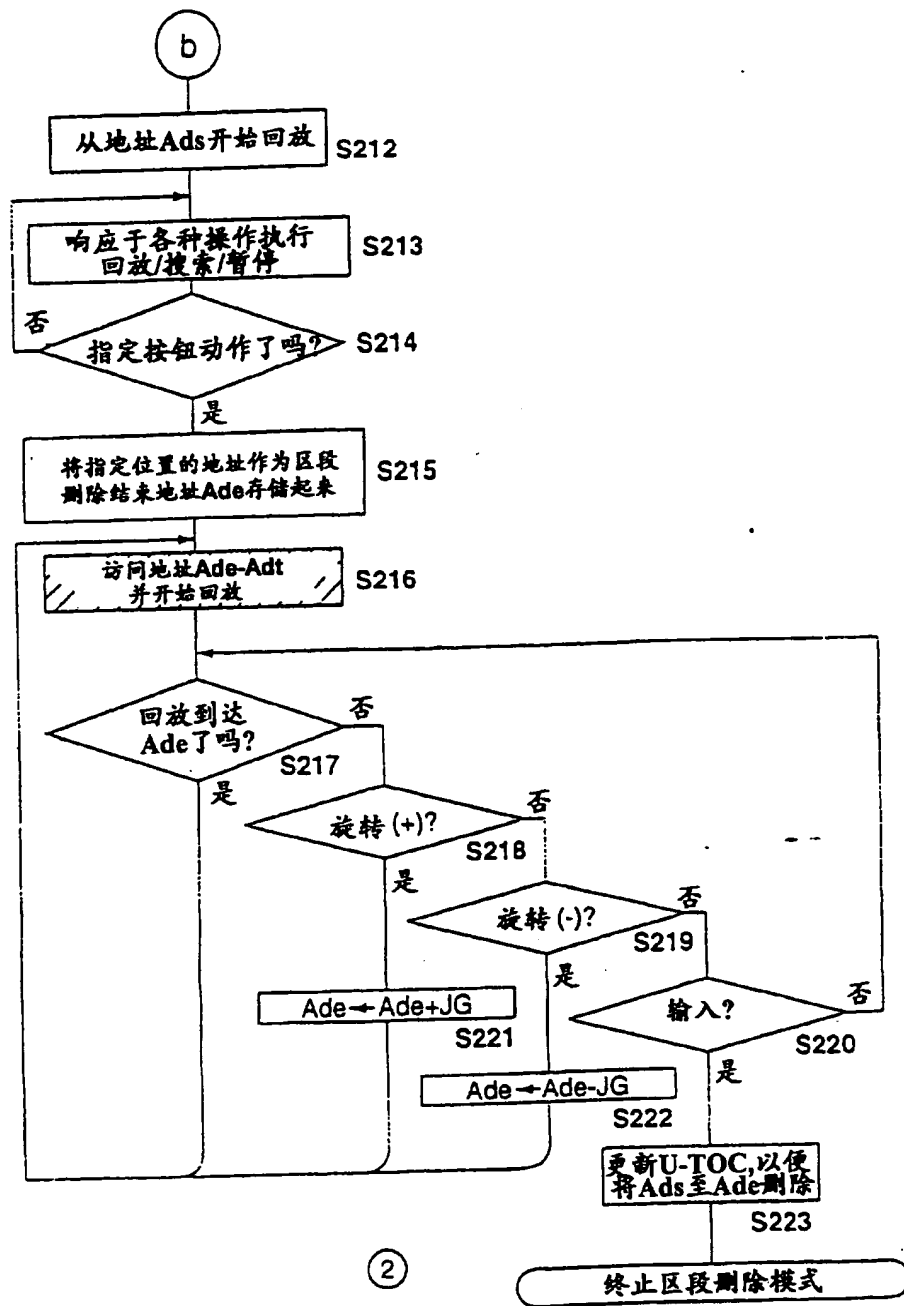 b
从地址Ads开始回放
S212
响应于各种操作执行
回放/搜索/暂停
S213
否
指定按钮动作了吗?
S214
是
将指定位置的地址作为区段
删除结束地址Ade存储起来
S215
访问地址Ade-Adt
并开始回放
S216
回放到达
Ade了吗?
否
S217
是
旋转(+)?
否
S218
是
旋转(-)?
否
S219
是
Ade←Ade+JG
S221
输入?
否
S220
是
Ade←Ade-JG
S222
更新U-TOC,以便
将Ads至Ade删除
S223
②
终止区段删除模式